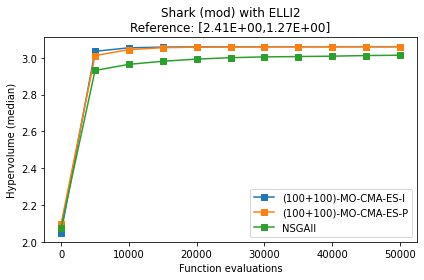 Shark (mod) with ELLI2
Reference: [2.41E+00,1.27E+00]
Hypervolume (median)
3.0
2.8
2.6
2.4
2.2
2.0
0
10000
20000
30000
40000
50000
Function evaluations
(100+100)-MO-CMA-ES-I
(100+100)-MO-CMA-ES-P
NSGAII